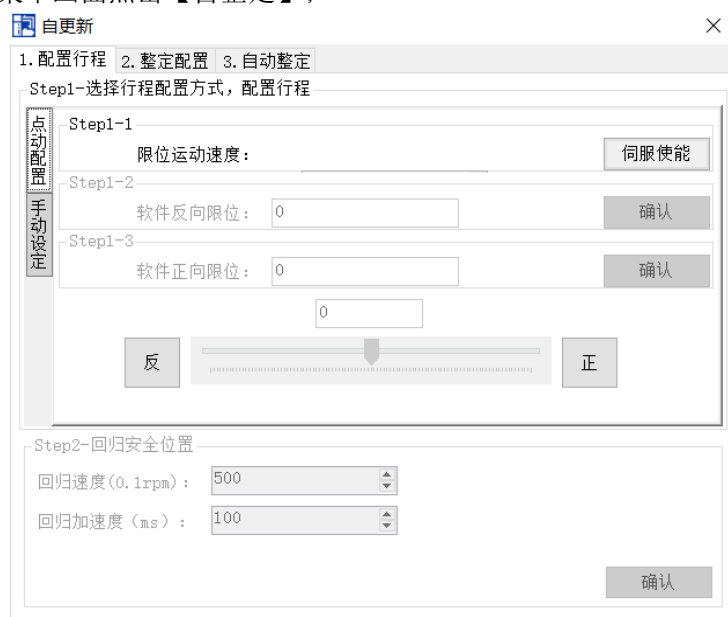 自更新
1. 配置行程 2. 整定配置 3. 自动整定
Step1-选择行程配置方式，配置行程
点动配置
手动设定
Step1-1
限位运动速度：
伺服使能
Step1-2
软件反向限位： 0 确认
Step1-3
软件正向限位： 0 确认
0
反 正
Step2-回归安全位置
回归速度(0.1rpm)： 500
回归加速度（ms）： 100
确认